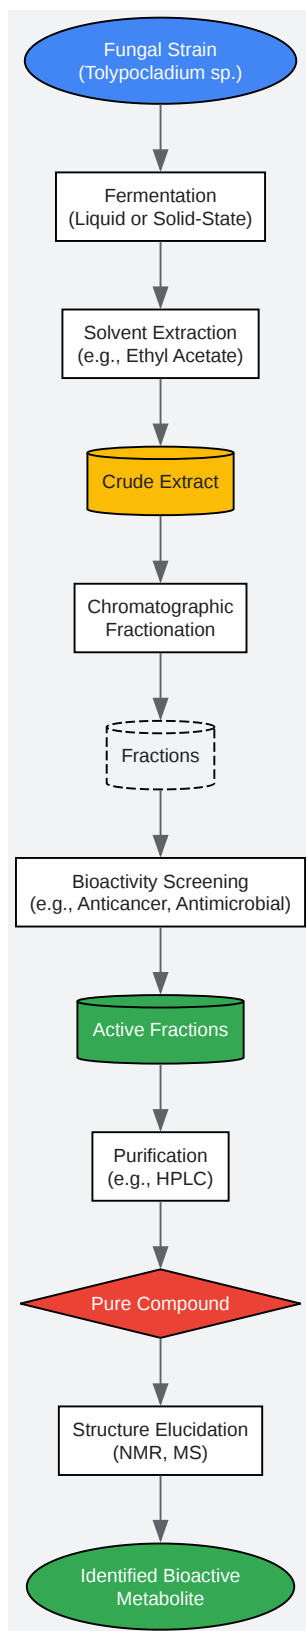 Fungal Strain
(Tolypocladium sp.)
Fermentation
(Liquid or Solid-State)
Solvent Extraction
(e.g., Ethyl Acetate)
Crude Extract
Chromatographic
Fractionation
Fractions
Bioactivity Screening
(e.g., Anticancer, Antimicrobial)
Active Fractions
Purification
(e.g., HPLC)
Pure Compound
Structure Elucidation
(NMR, MS)
Identified Bioactive
Metabolite